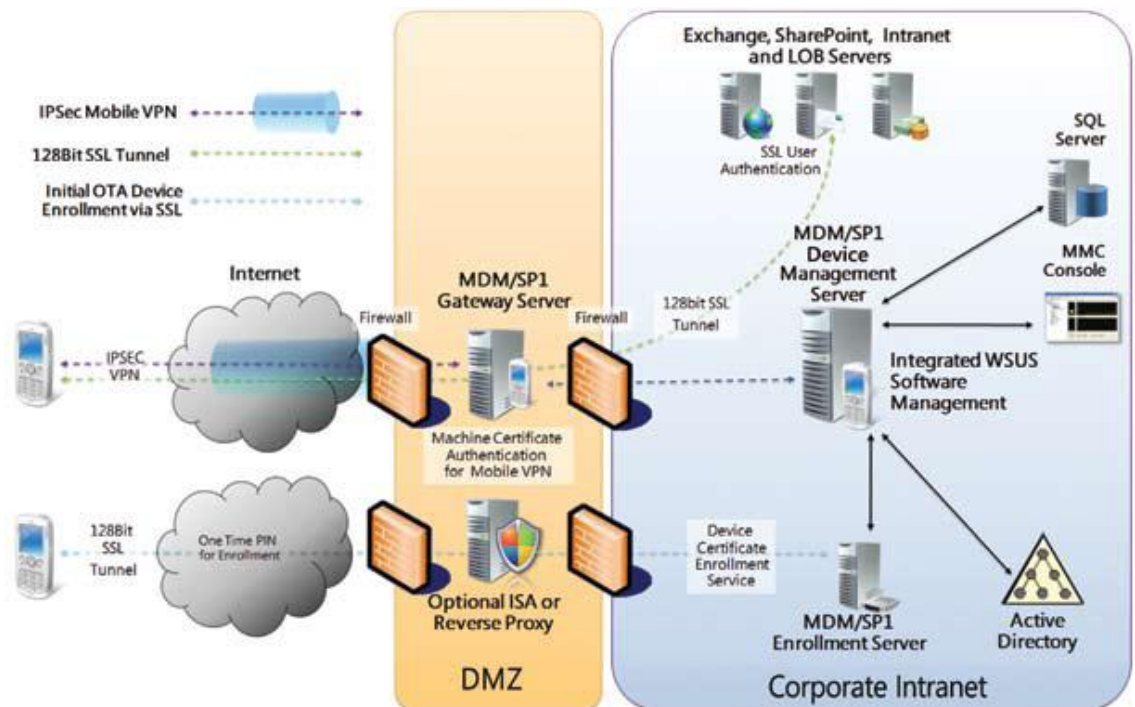 Exchange, SharePoint, Intranet
and LOB Servers
IPSec Mobile VPN
128Bit SSL Tunnel
Initial OTA Device
Enrollment via SSL
SSL User
Authentication
SQL
Server
MDM/SP1
Device
Management
Server
MMC
Console
Internet
MDM/SP1
Gateway Server
Firewall
Firewall
128bit SSL
Tunnel
IPSEC
VPN
Integrated WSUS
Software
Management
Machine Certificate
Authentication
for Mobile VPN
128Bit
SSL
Tunnel
One Time PIN
for Enrollment
Device
Certificate
Enrollment
Service
Optional ISA or
Reverse Proxy
MDM/SP1
Enrollment Server
Active
Directory
DMZ
Corporate Intranet